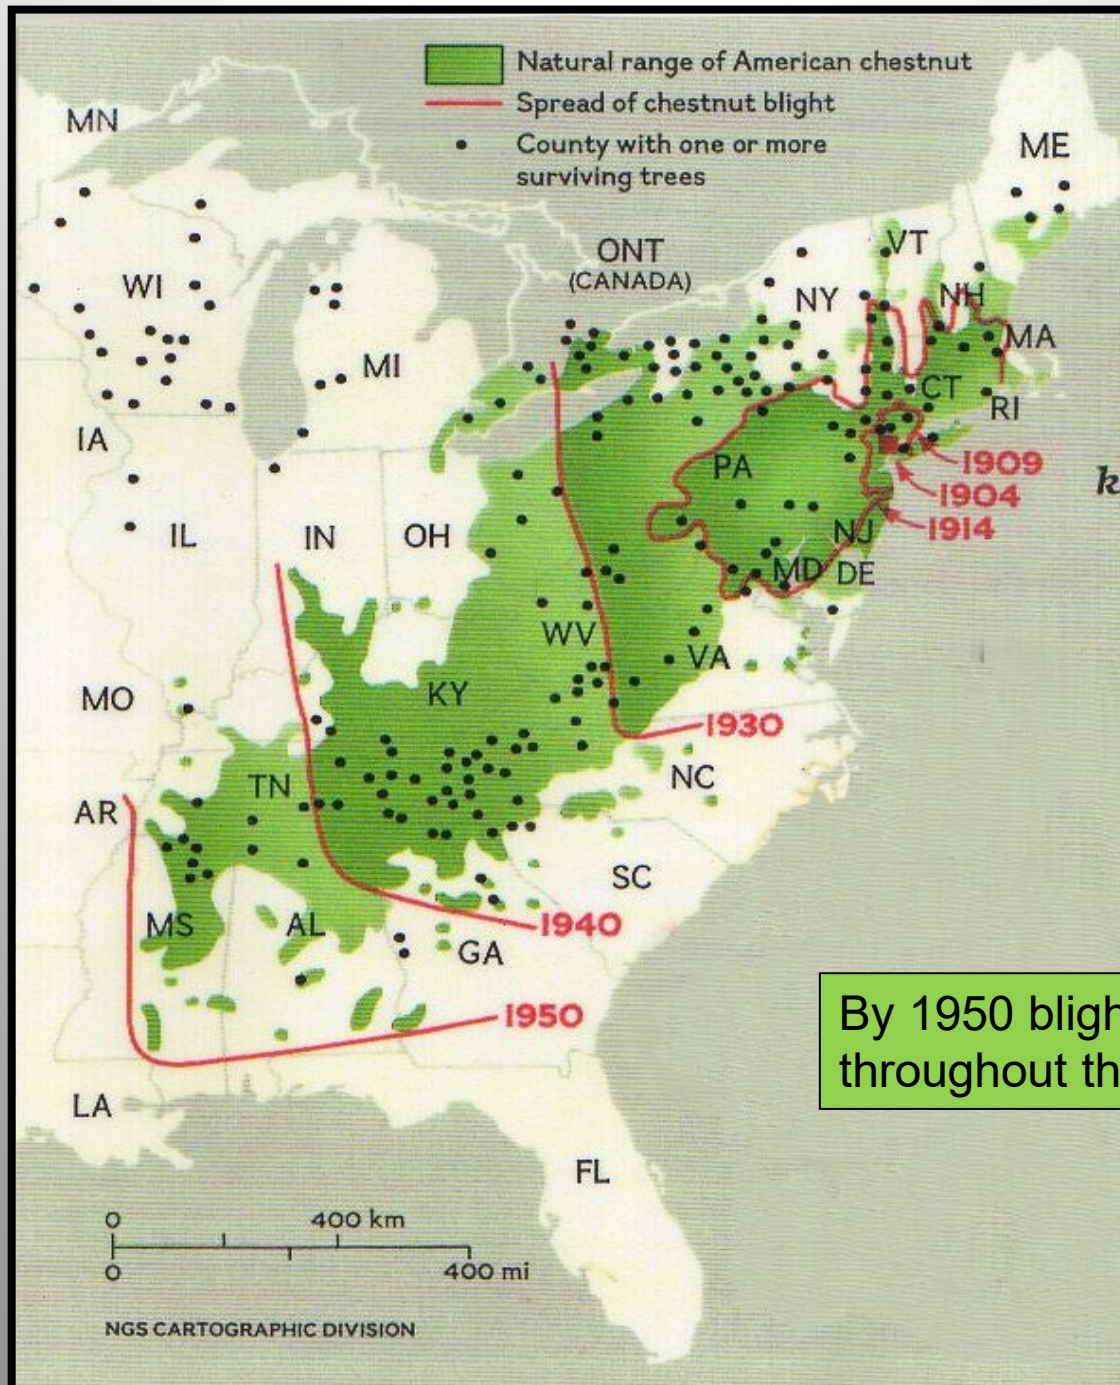 Natural range of American chestnut
Spread of chestnut blight
County with one or more
surviving trees
MN
ME
ONT
(CANADA)
VT
WI
NY
NH
MI
MA
CT
RI
IA
PA
1909
1904
1914
IL
IN
OH
NJ
MD
DE
WV
VA
KY
MO
1930
NC
TN
AR
SC
MS
AL
1940
GA
1950
By 1950 bligh
throughout th
LA
FL
0
400 km
0
400 mi
NGS CARTOGRAPHIC DIVISION
k